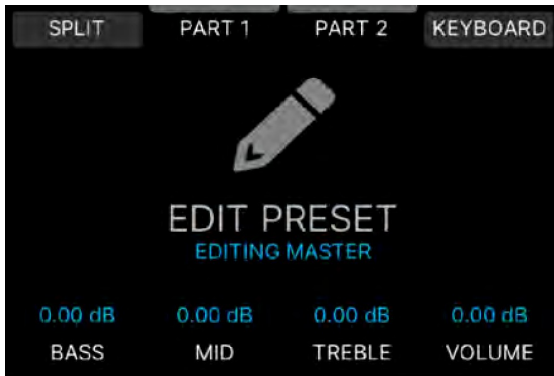 SPLIT PART 1 PART 2 KEYBOARD
EDIT PRESET
EDITING MASTER
0.00 dB 0.00 dB 0.00 dB 0.00 dB
BASS MID TREBLE VOLUME